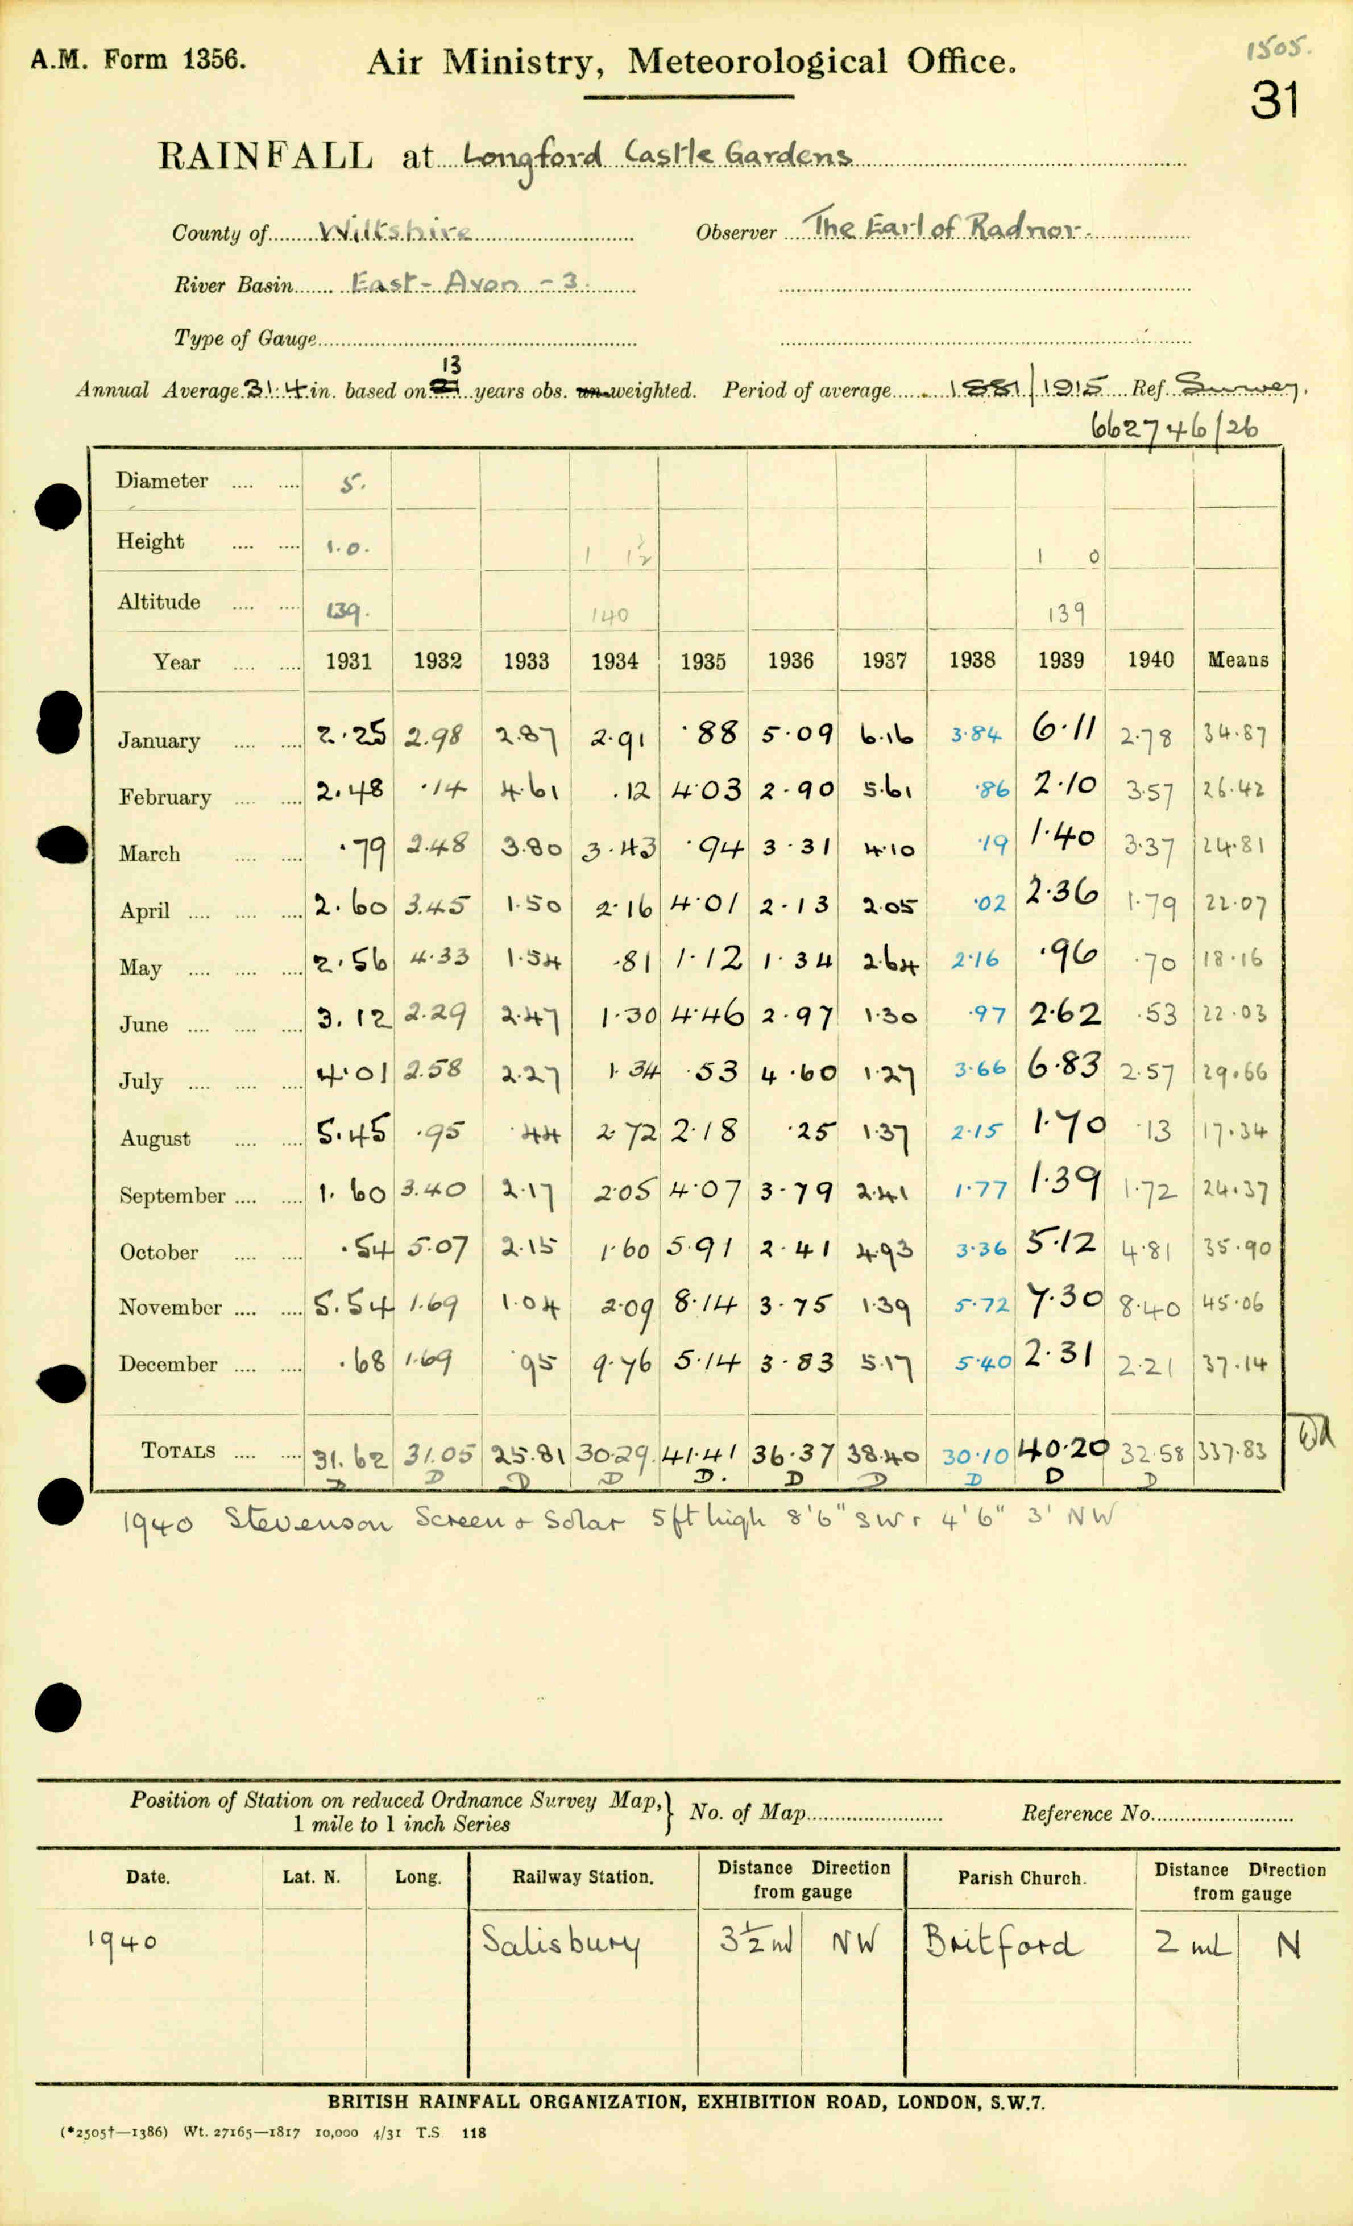 A.M. Form 1356. Air Ministry, Meteorological Office. 1505.
31
RAINFALL at Longford Castle Gardens
County of Wiltshire Observer The Earl of Radnor.
River Basin East - Avon - 3.
Type of Gauge
13
Annual Average 31.4 in. based on years obs. un-weighted. Period of average 1881/1915 Ref. Survey.
662746/26
Diameter 5.
Height 1.0. 1 1½ 1 0
Altitude 139. 140 139
Year 1931 1932 1933 1934 1935 1936 1937 1938 1939 1940 Means
January 2.25 2.98 2.87 2.91 .88 5.09 6.16 3.84 6.11 2.78 34.87
February 2.48 .14 4.61 .12 4.03 2.90 5.61 .86 2.10 3.57 26.42
March .79 2.48 3.80 3.43 .94 3.31 4.10 .19 1.40 3.37 24.81
April 2.60 3.45 1.50 2.16 4.01 2.13 2.05 .02 2.36 1.79 22.07
May 2.56 4.33 1.54 .81 1.12 1.34 2.64 2.16 .96 .70 18.16
June 3.12 2.29 2.47 1.30 4.46 2.97 1.30 .97 2.62 .53 22.03
July 4.01 2.58 2.27 1.34 .53 4.60 1.27 3.66 6.83 2.57 29.66
August 5.45 .95 .44 2.72 2.18 .25 1.37 2.15 1.70 .13 17.34
September 1.60 3.40 2.17 2.05 4.07 3.79 2.41 1.77 1.39 1.72 24.37
October .54 5.07 2.15 1.60 5.91 2.41 4.93 3.36 5.12 4.81 35.90
November 5.54 1.69 1.04 2.09 8.14 3.75 1.39 5.72 7.30 8.40 45.06
December .68 1.69 .95 9.76 5.14 3.83 5.17 5.40 2.31 2.21 37.14
TOTALS 31.62 31.05 25.81 30.29 41.41 36.37 38.40 30.10 40.20 32.58 337.83
D D D D D. D D D D D
1940 Stevenson Screen & Solar 5ft high 8'6" SW & 4'6" 3' NW
Position of Station on reduced Ordnance Survey Map, 1 mile to 1 inch Series } No. of Map Reference No.
Date. Lat. N. Long. Railway Station. Distance Direction from gauge Parish Church. Distance Direction from gauge
1940 Salisbury 3½ ml NW Britford 2 ml N
BRITISH RAINFALL ORGANIZATION, EXHIBITION ROAD, LONDON, S.W.7.
(*2505†—1386) Wt. 27165—1817 10,000 4/31 T.S 118